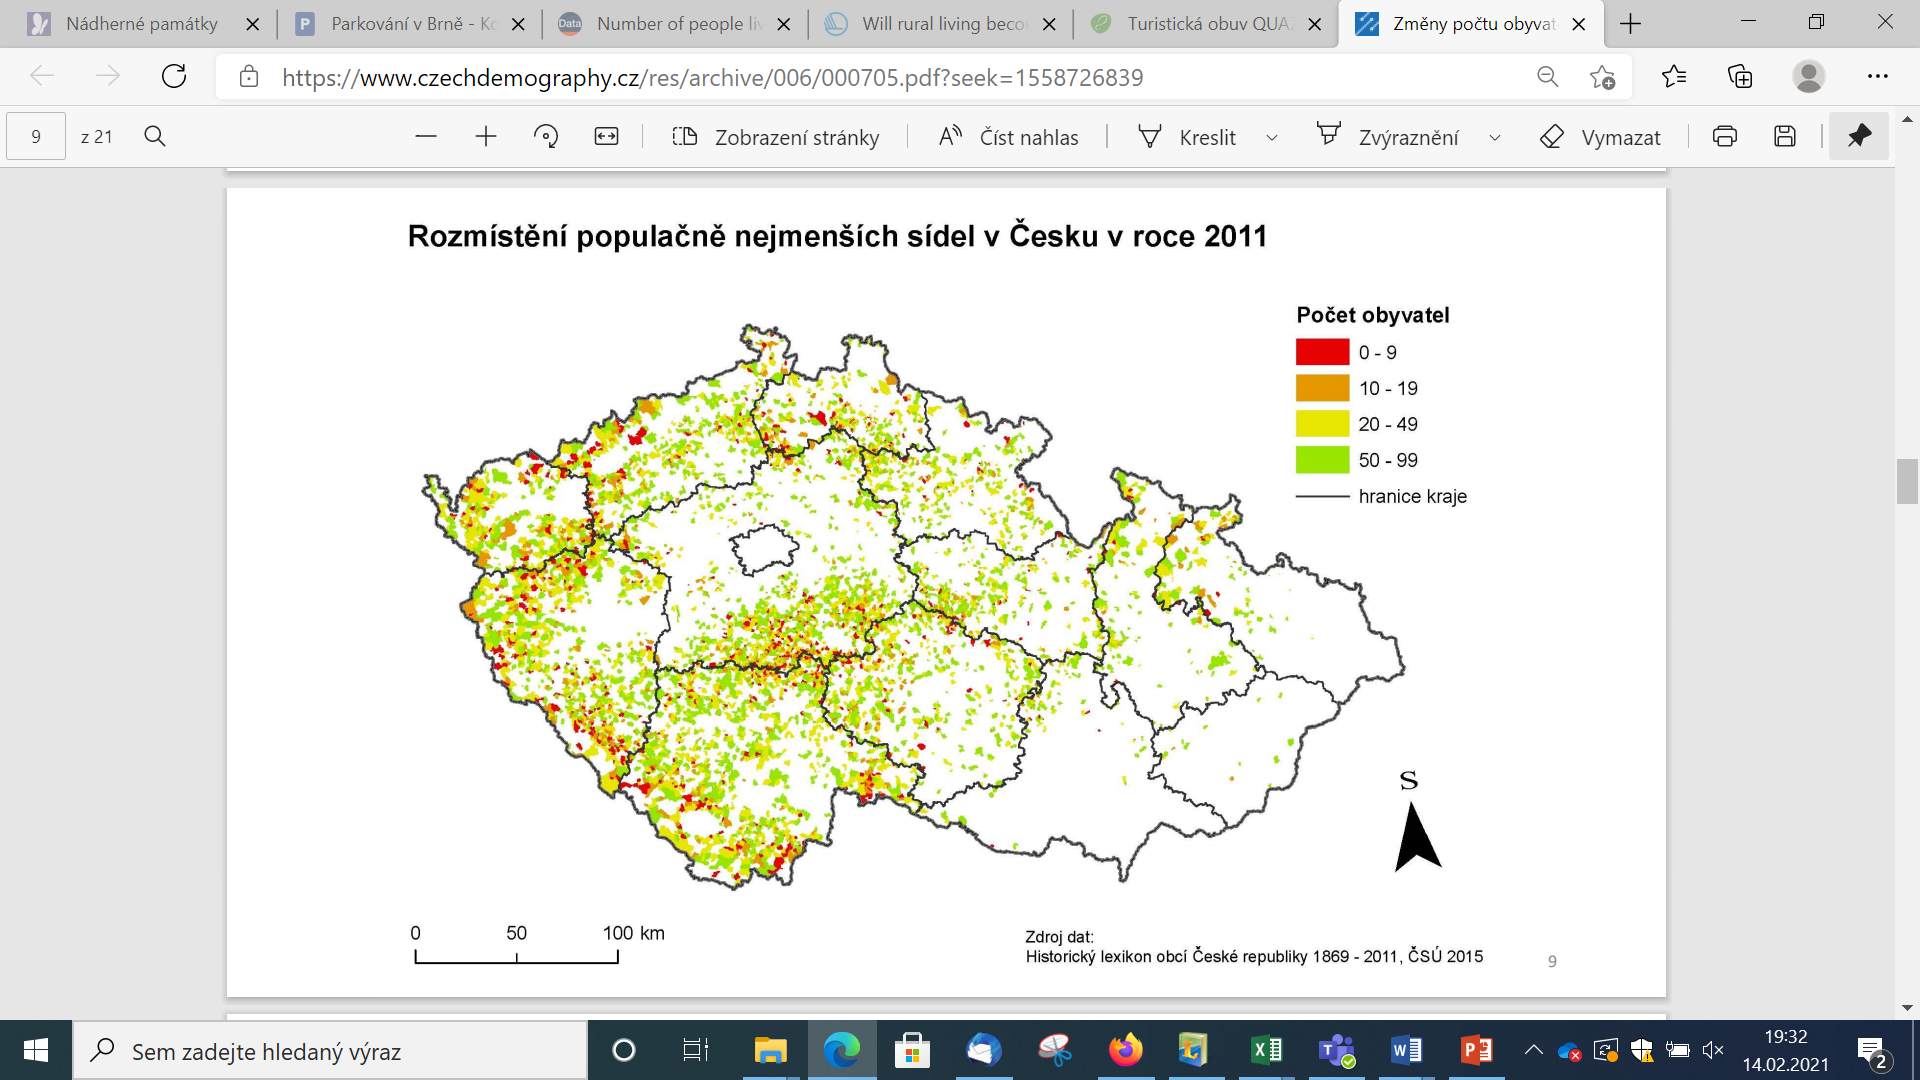 Nádherné památky
Parkování v Brně - Ko
Data
Number of people liv
Will rural living becom
Turistická obuv QUAZ
Změny počtu obyvat
https://www.czechdemography.cz/res/archive/006/000705.pdf?seek=1558726839
9 z 21
Zobrazení stránky
Číst nahlas
Kreslit
Zvýraznění
Vymazat
Rozmístění populačně nejmenších sídel v Česku v roce 2011
Počet obyvatel
0 - 9
10 - 19
20 - 49
50 - 99
hranice kraje
S
0 50 100 km
Zdroj dat:
Historický lexikon obcí České republiky 1869 - 2011, ČSÚ 2015
9
Sem zadejte hledaný výraz
19:32
14.02.2021
2